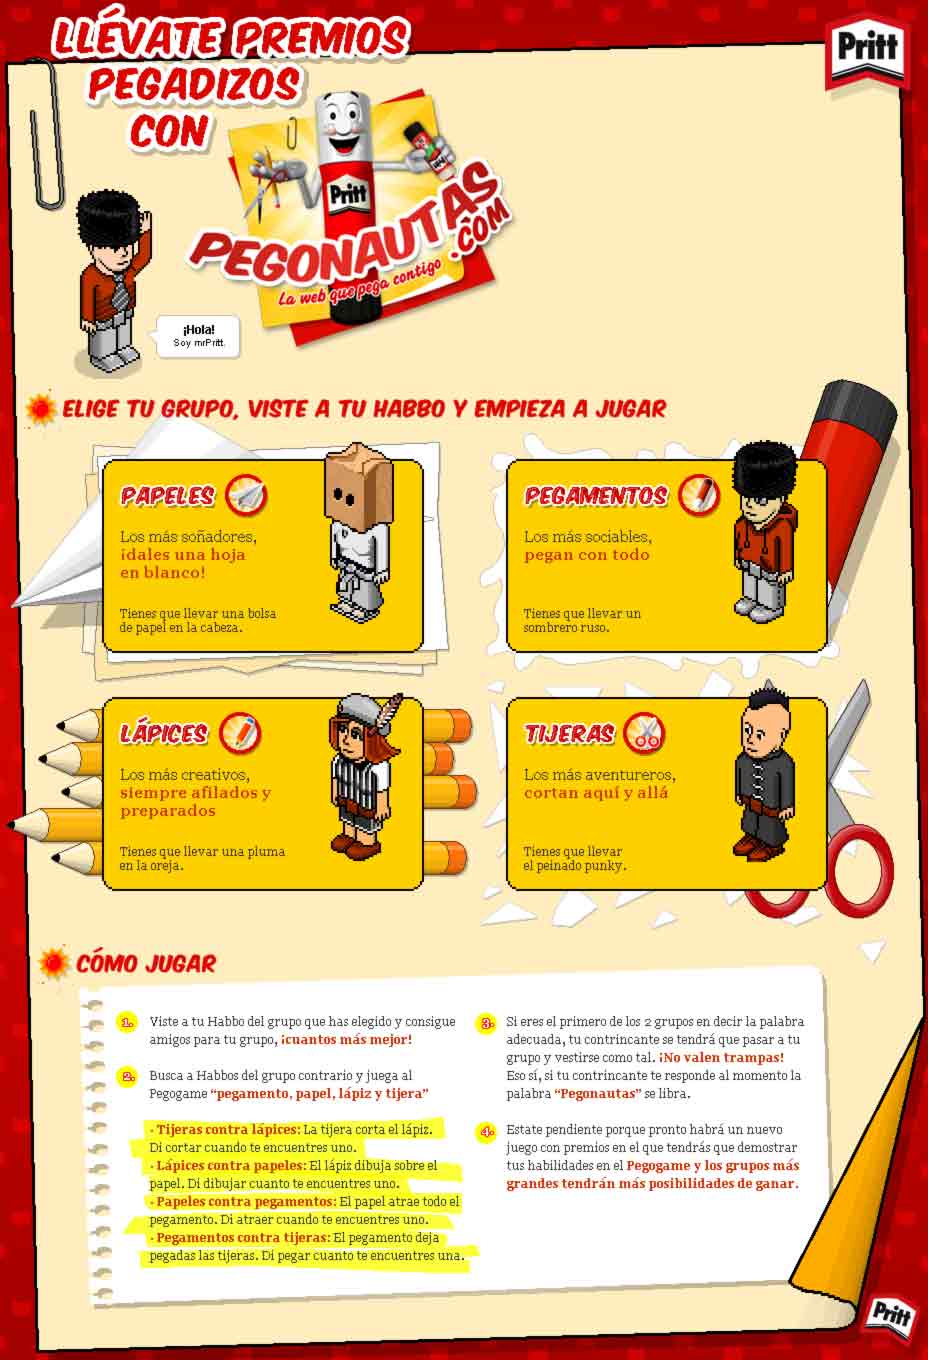 LLÉVATE PREMIOS
PEGADIZOS
CON
Pritt
Pritt
PEGONAUTAS
.COM
La web que pega contigo
¡Hola!
Soy mrPritt.
ELIGE TU GRUPO, VISTE A TU HABBO Y EMPIEZA A JUGAR
PAPELES
Los más soñadores,
¡dales una hoja
en blanco!
Tienes que llevar una bolsa
de papel en la cabeza.
PEGAMENTOS
Los más sociables,
pegan con todo
Tienes que llevar un
sombrero ruso.
LÁPICES
Los más creativos,
siempre afilados y
preparados
Tienes que llevar una pluma
en la oreja.
TIJERAS
Los más aventureros,
cortan aquí y allá
Tienes que llevar
el peinado punky.
CÓMO JUGAR
1. Viste a tu Habbo del grupo que has elegido y consigue
amigos para tu grupo, ¡cuantos más mejor!
2. Busca a Habbos del grupo contrario y juega al
Pegogame “pegamento, papel, lápiz y tijera”
· Tijeras contra lápices: La tijera corta el lápiz.
Di cortar cuando te encuentres uno.
· Lápices contra papeles: El lápiz dibuja sobre el
papel. Di dibujar cuanto te encuentres uno.
· Papeles contra pegamentos: El papel atrae todo el
pegamento. Di atraer cuando te encuentres uno.
· Pegamentos contra tijeras: El pegamento deja
pegadas las tijeras. Di pegar cuanto te encuentres una.
3. Si eres el primero de los 2 grupos en decir la palabra
adecuada, tu contrincante se tendrá que pasar a tu
grupo y vestirse como tal. ¡No valen trampas!
Eso sí, si tu contrincante te responde al momento la
palabra “Pegonautas” se libra.
4. Estate pendiente porque pronto habrá un nuevo
juego con premios en el que tendrás que demostrar
tus habilidades en el Pegogame y los grupos más
grandes tendrán más posibilidades de ganar.
Pritt